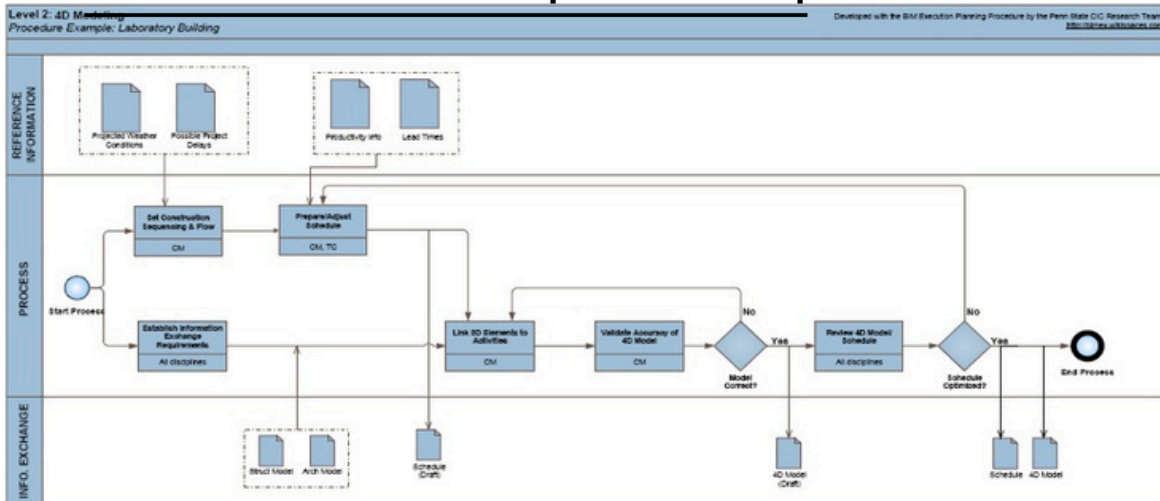 Level 2: 4D Modeling
Procedure Example: Laboratory Building
Developed with the BIM Execution Planning Procedure by the Penn State CIC Research Team
REFERENCE
INFORMATION
Projected Weather
Conditions
Possible Project
Delays
Productivity Info
Lead Times
PROCESS
Start Process
Set Construction
Sequencing & Flow
CM
Prepare/Adjust
Schedule
CM, TC
Establish Information
Exchange
Requirements
All disciplines
Link 3D Elements to
Activities
CM
Validate Accuracy of
4D Model
CM
No
Model
Correct?
Yes
Review 4D Model/
Schedule
All disciplines
No
Schedule
Optimized?
Yes
End Process
INFO. EXCHANGE
Struct Model
Arch Model
Schedule
(Draft)
4D Model
(Draft)
Schedule
4D Model